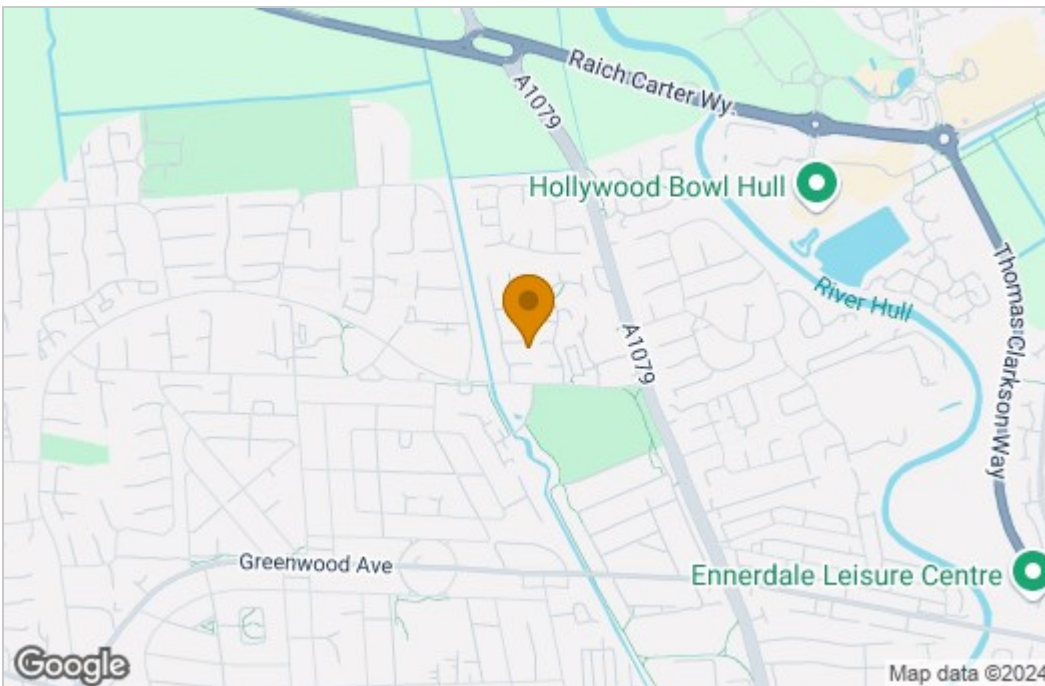 Raich Carter Wy.
A1079
Hollywood Bowl Hull
River Hull
Thomas Clarkson Way
A1079
Greenwood Ave
Ennerdale Leisure Centre
Google
Map data ©2024